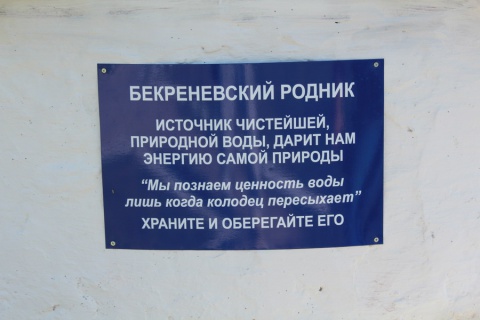 БЕКРЕНЕВСКИЙ РОДНИК
ИСТОЧНИК ЧИСТЕЙШЕЙ,
ПРИРОДНОЙ ВОДЫ, ДАРИТ НАМ
ЭНЕРГИЮ САМОЙ ПРИРОДЫ
“Мы познаем ценность воды
лишь когда колодец пересыхает”
ХРАНИТЕ И ОБЕРЕГАЙТЕ ЕГО